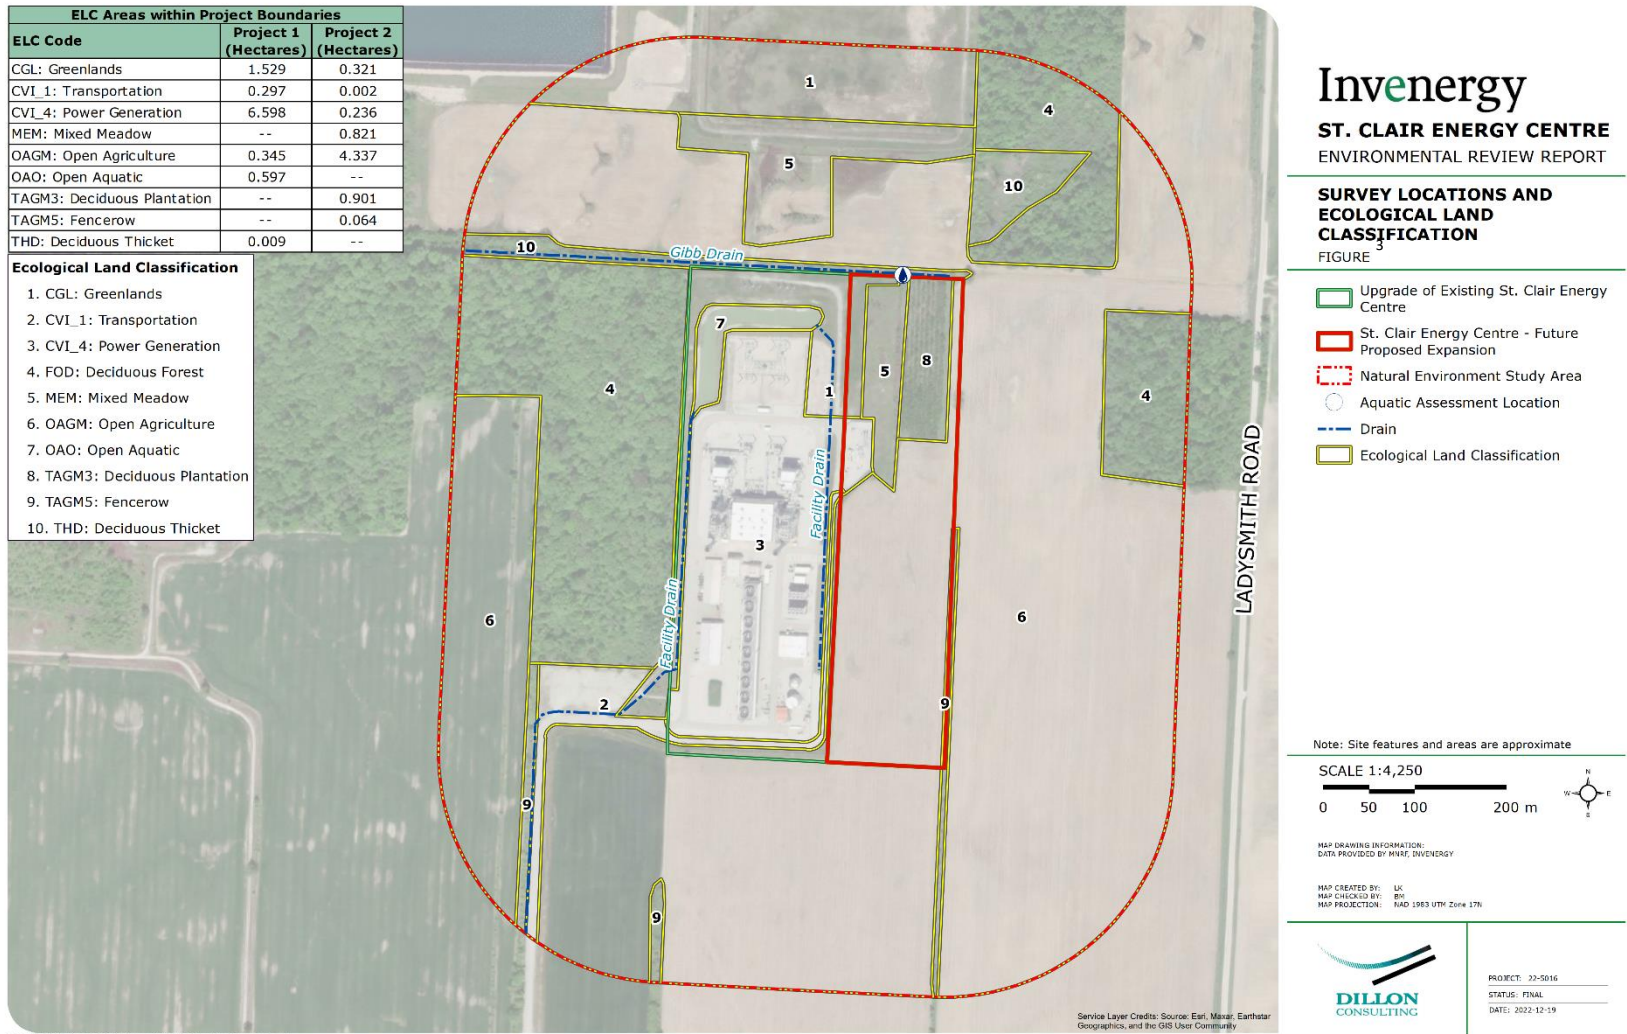 ELC Areas within Project Boundaries
ELC Code Project 1 (Hectares) Project 2 (Hectares)
CGL: Greenlands 1.529 0.321
CVI_1: Transportation 0.297 0.002
CVI_4: Power Generation 6.598 0.236
MEM: Mixed Meadow -- 0.821
OAGM: Open Agriculture 0.345 4.337
OAO: Open Aquatic 0.597 --
TAGM3: Deciduous Plantation -- 0.901
TAGM5: Fencerow -- 0.064
THD: Deciduous Thicket 0.009 --
Ecological Land Classification
1. CGL: Greenlands
2. CVI_1: Transportation
3. CVI_4: Power Generation
4. FOD: Deciduous Forest
5. MEM: Mixed Meadow
6. OAGM: Open Agriculture
7. OAO: Open Aquatic
8. TAGM3: Deciduous Plantation
9. TAGM5: Fencerow
10. THD: Deciduous Thicket
1
4
5
10
10
Gibb Drain
7
4
1
5
8
4
Facility Drain
3
Facility Drain
6
6
2
9
9
9
LADYSMITH ROAD
Service Layer Credits: Source: Esri, Maxar, Earthstar
Geographics, and the GIS User Community
Invenergy
ST. CLAIR ENERGY CENTRE
ENVIRONMENTAL REVIEW REPORT
SURVEY LOCATIONS AND
ECOLOGICAL LAND
CLASSIFICATION
3
FIGURE
Upgrade of Existing St. Clair Energy
Centre
St. Clair Energy Centre - Future
Proposed Expansion
Natural Environment Study Area
Aquatic Assessment Location
Drain
Ecological Land Classification
Note: Site features and areas are approximate
SCALE 1:4,250
0 50 100 200 m
N
W E
S
MAP DRAWING INFORMATION:
DATA PROVIDED BY MNRF, INVENERGY
MAP CREATED BY: LK
MAP CHECKED BY: BM
MAP PROJECTION: NAD 1983 UTM Zone 17N
DILLON
CONSULTING
PROJECT: 22-5016
STATUS: FINAL
DATE: 2022-12-19